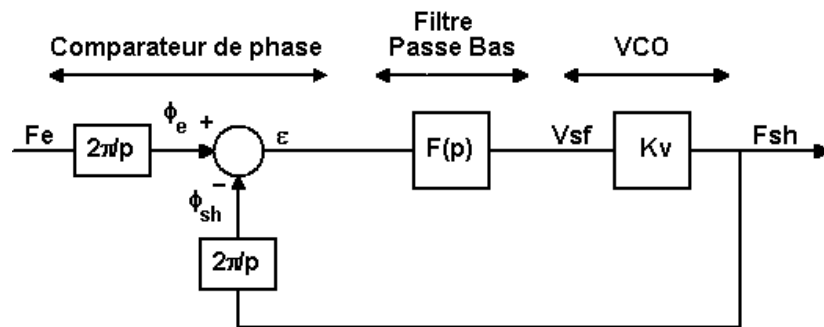 Comparateur de phase
Filtre
Passe Bas
VCO
Fe
2π/p
ϕe
+
ε
F(p)
Vsf
Kv
Fsh
−
ϕsh
2π/p